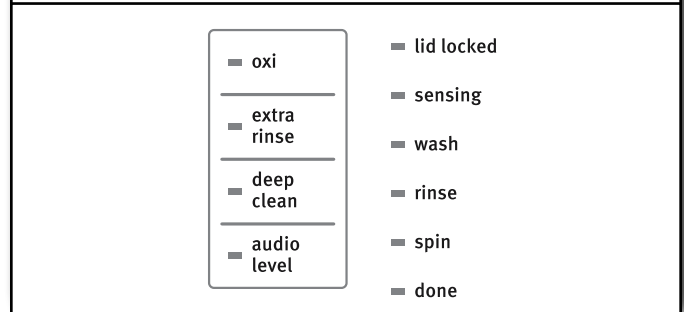 oxi
extra
rinse
deep
clean
audio
level
lid locked
sensing
wash
rinse
spin
done